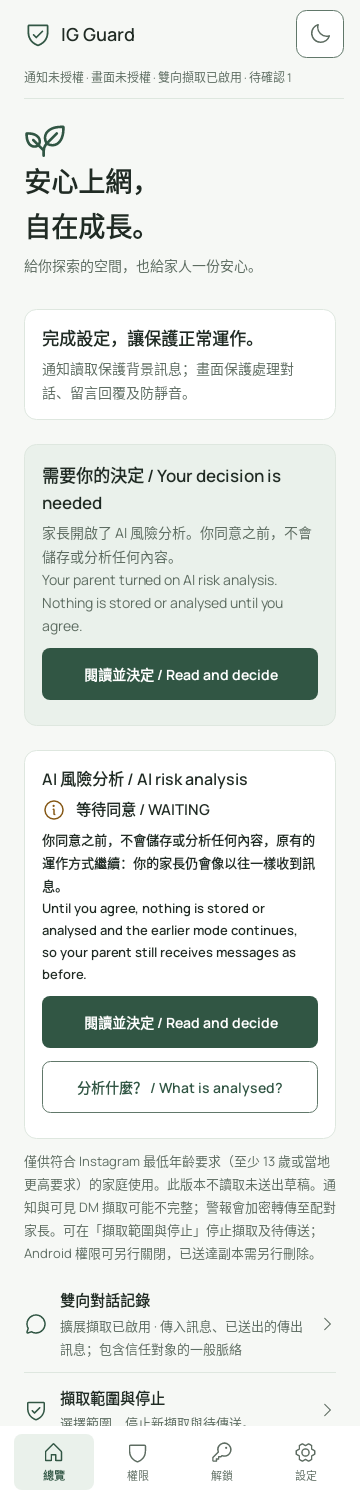 IG Guard
通知未授權 · 畫面未授權 · 雙向擷取已啟用 · 待確認 1
安心上網，
自在成長。
給你探索的空間，也給家人一份安心。
完成設定，讓保護正常運作。
通知讀取保護背景訊息；畫面保護處理對
話、留言回覆及防靜音。
需要你的決定 / Your decision is
needed
家長開啟了 AI 風險分析。你同意之前，不會
儲存或分析任何內容。
Your parent turned on AI risk analysis.
Nothing is stored or analysed until you
agree.
閱讀並決定 / Read and decide
AI 風險分析 / AI risk analysis
等待同意 / WAITING
你同意之前，不會儲存或分析任何內容，原有的
運作方式繼續：你的家長仍會像以往一樣收到訊
息。
Until you agree, nothing is stored or
analysed and the earlier mode continues,
so your parent still receives messages as
before.
閱讀並決定 / Read and decide
分析什麼？ / What is analysed?
僅供符合 Instagram 最低年齡要求（至少 13 歲或當地
更高要求）的家庭使用。此版本不讀取未送出草稿。通
知與可見 DM 擷取可能不完整；警報會加密轉傳至配對
家長。可在「擷取範圍與停止」停止擷取及待傳送；
Android 權限可另行關閉，已送達副本需另行刪除。
雙向對話記錄
擴展擷取已啟用 · 傳入訊息、已送出的傳出
訊息；包含信任對象的一般脈絡
擷取範圍與停止
選擇範圍、停止新擷取與待傳送。
總覽
權限
解鎖
設定